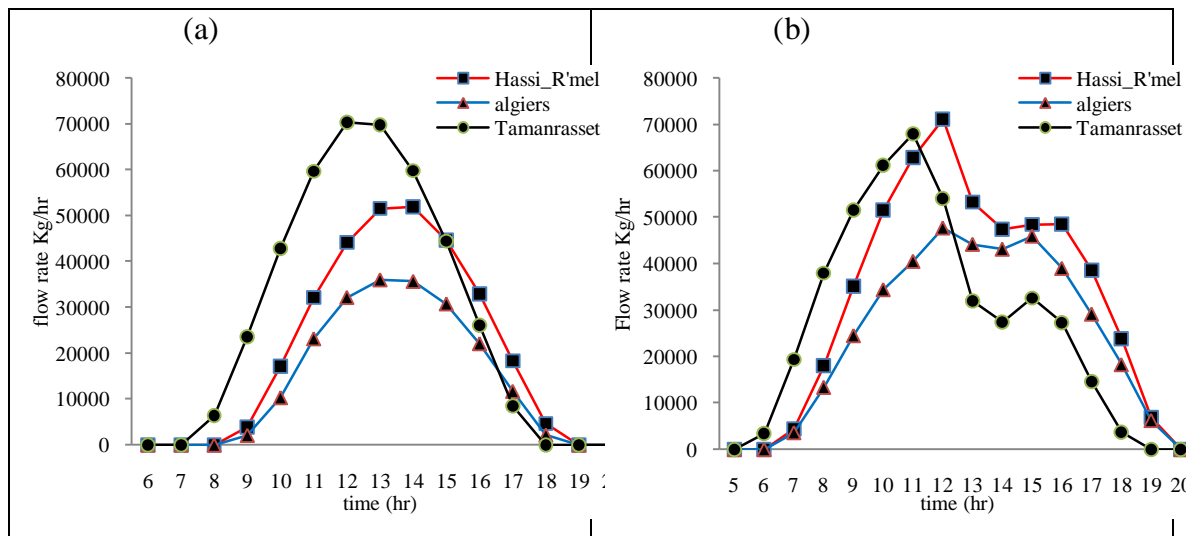 (a)
80000
70000
60000
50000
40000
30000
20000
10000
0
flow rate Kg/hr
Hassi_R'mel
algiers
Tamanrasset
6 7 8 9 10 11 12 13 14 15 16 17 18 19
time (hr)
(b)
80000
70000
60000
50000
40000
30000
20000
10000
0
Flow rate Kg/hr
Hassi_R'mel
algiers
Tamanrasset
5 6 7 8 9 10 11 12 13 14 15 16 17 18 19 20
time (hr)